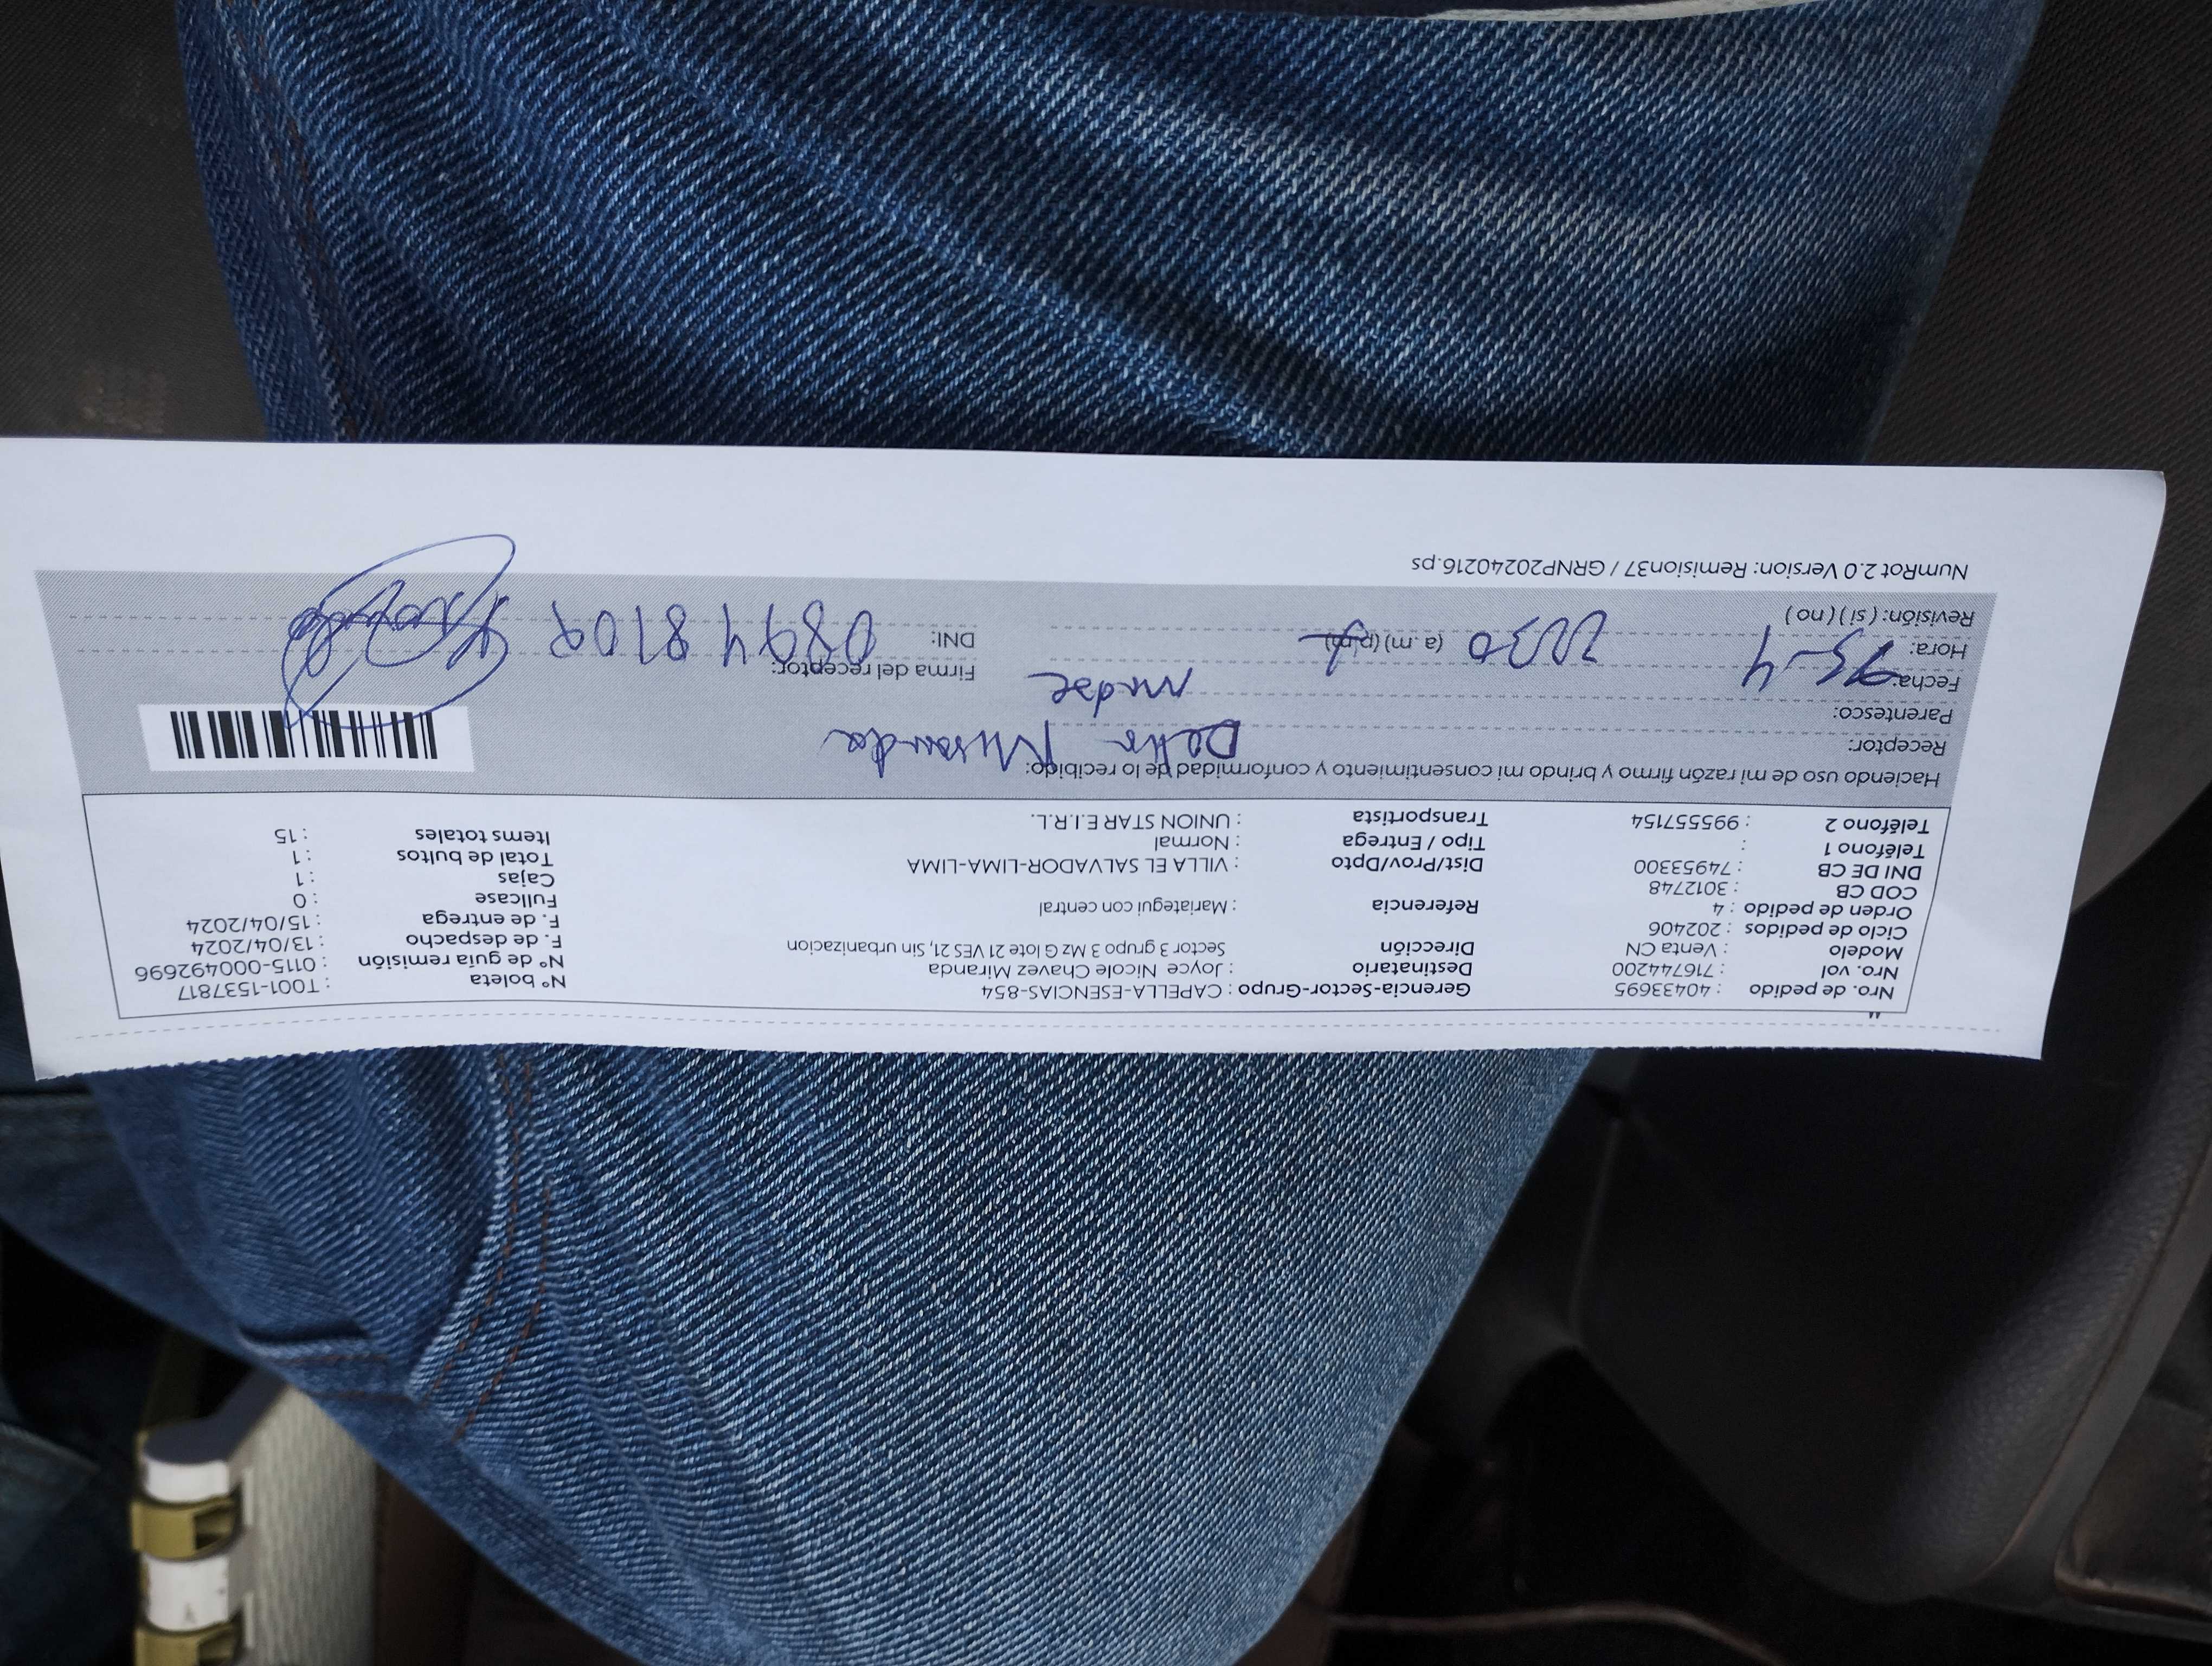 Nro. de pedido : 40433695 Gerencia-Sector-Grupo : CAPELLA-ESENCIAS-854 N° boleta : T001-1537817
Nro. vol : 716744200 Destinatario : Joyce Nicole Chavez Miranda N° de guía remisión : 0115-000492696
Modelo : Venta CN Dirección Sector 3 grupo 3 Mz G lote 21 VES 21, Sin urbanizacion F. de despacho : 13/04/2024
Ciclo de pedidos : 202406 F. de entrega : 15/04/2024
Orden de pedido : 4 Referencia : Mariategui con central Fullcase : 0
COD CB : 3012748 Cajas : 1
DNI DE CB : 74953300 Dist/Prov/Dpto : VILLA EL SALVADOR-LIMA-LIMA Total de bultos : 1
Teléfono 1 : Tipo / Entrega : Normal Items totales : 15
Teléfono 2 : 995557154 Transportista : UNION STAR E.I.R.L.
Haciendo uso de mi razón firmo y brindo mi consentimiento y conformidad de lo recibido:
Receptor: Miranda
Parentesco: madre
Fecha: 15-4 Firma del receptor:
Hora: (a.m) (p.m) DNI:
Revisión: ( si ) ( no )
NumRot 2.0 Version: Remision37 / GRNP20240216.ps